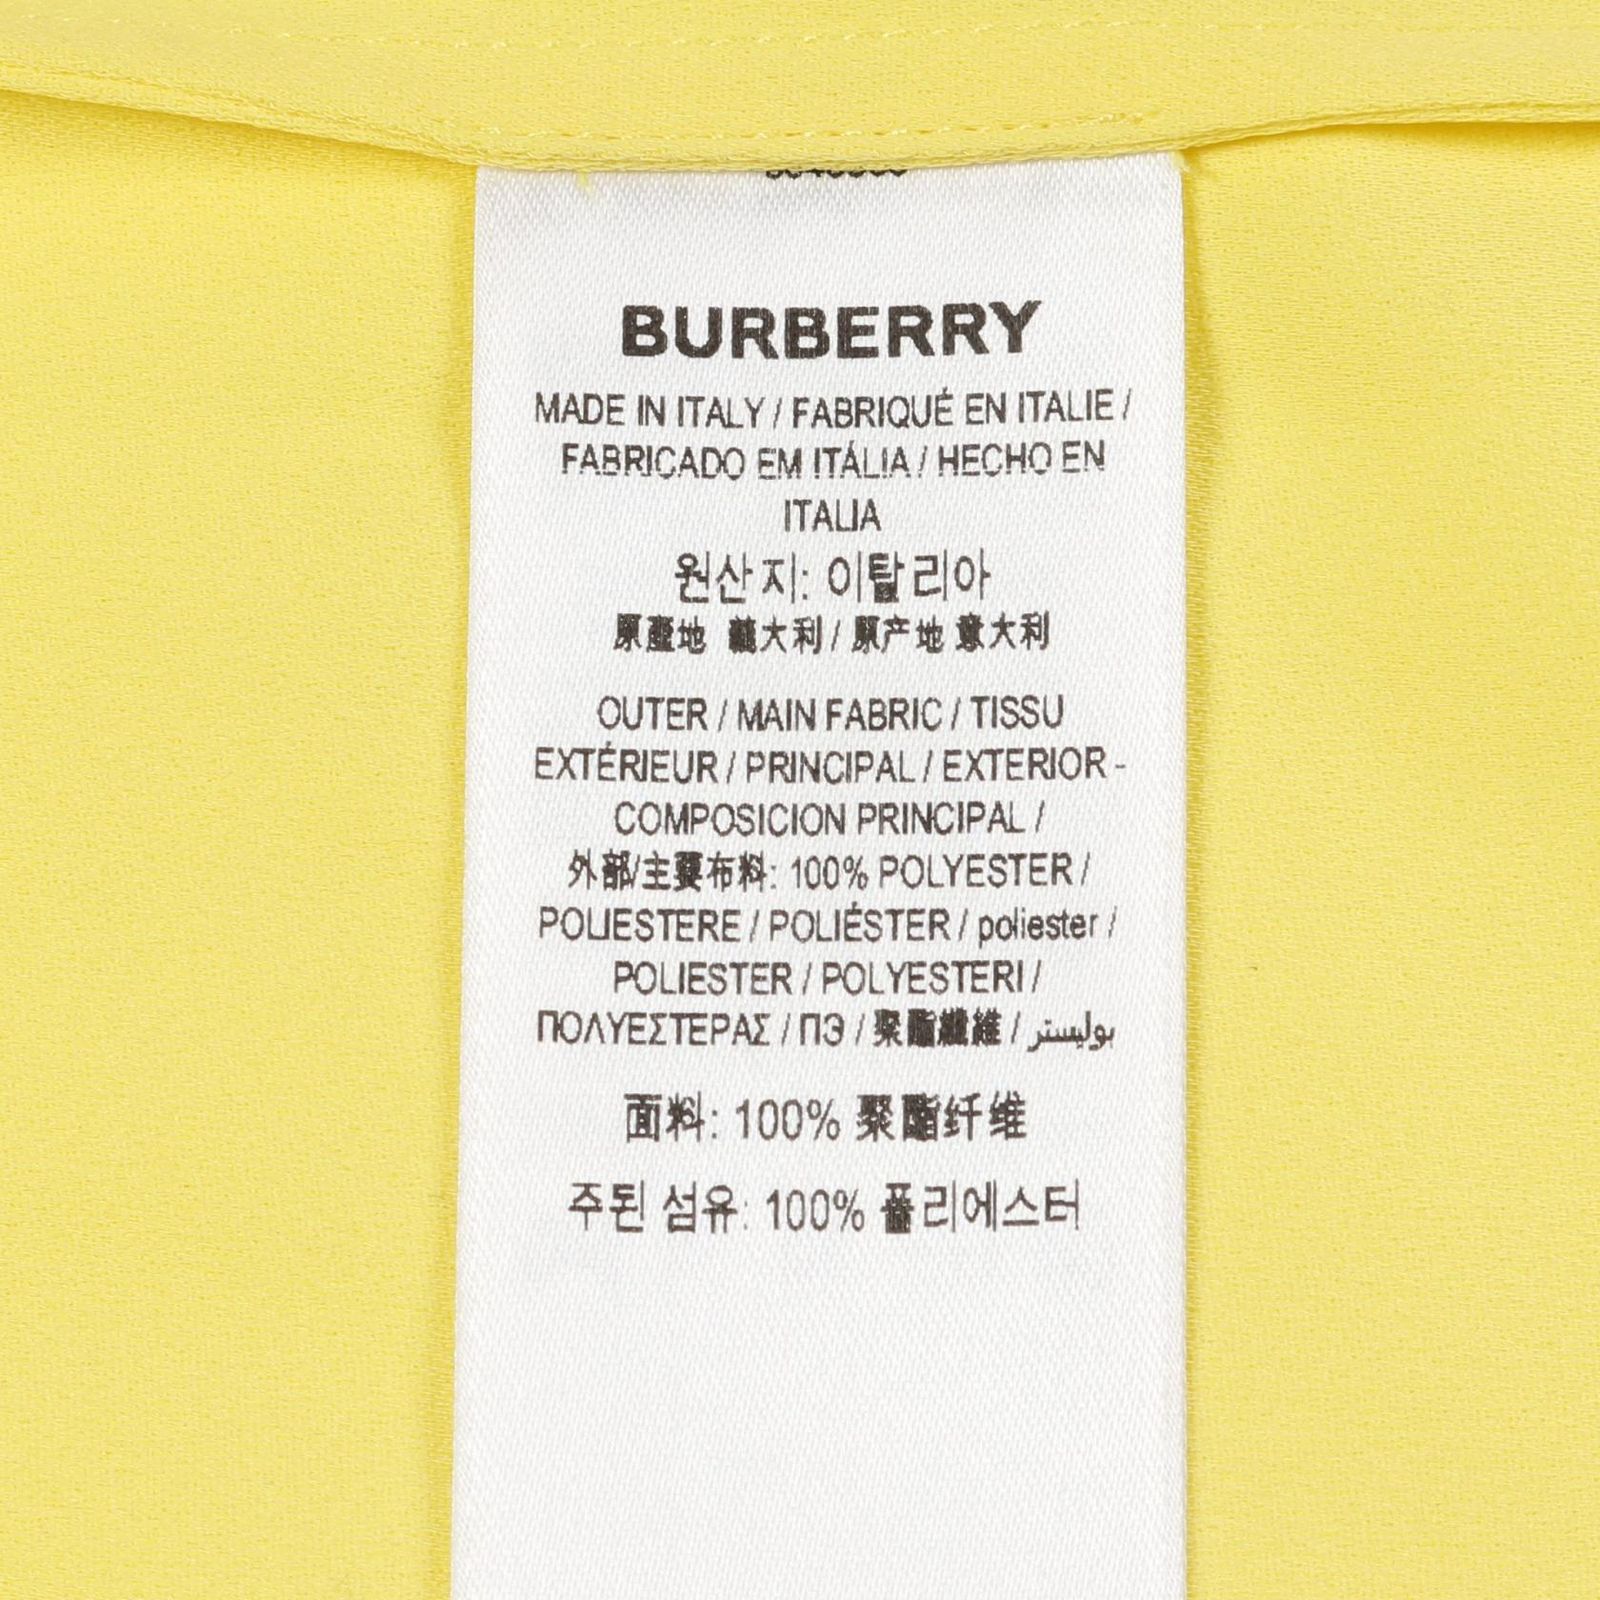 BURBERRY
MADE IN ITALY / FABRIQUÉ EN ITALIE /
FABRICADO EM ITÁLIA / HECHO EN
ITALIA
원산지: 이탈리아
原產地 義大利 / 原产地 意大利
OUTER / MAIN FABRIC / TISSU
EXTÉRIEUR / PRINCIPAL / EXTERIOR -
COMPOSICION PRINCIPAL /
外部/主要布料: 100% POLYESTER /
POLIESTERE / POLIÉSTER / poliester /
POLIESTER / POLYESTERI /
ΠΟΛΥΕΣΤΕΡΑΣ / ПЭ / 聚酯纖維 / بوليستر
面料: 100% 聚酯纤维
주된 섬유: 100% 폴리에스터